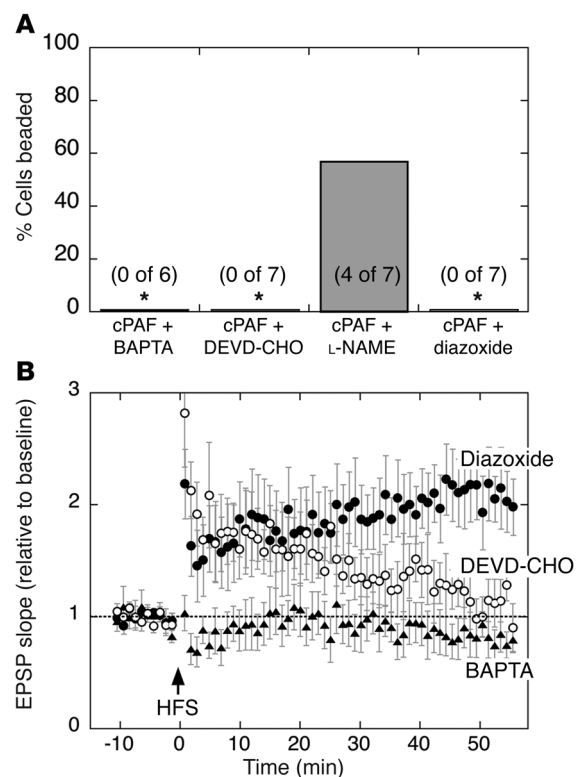 A
100
80
60
40
20
0
% Cells beaded
(0 of 6) (0 of 7) (4 of 7) (0 of 7)
* * *
cPAF + cPAF + cPAF + cPAF +
BAPTA DEVD-CHO L-NAME diazoxide
B
3
2
1
0
EPSP slope (relative to baseline)
Diazoxide
DEVD-CHO
BAPTA
HFS
-10 0 10 20 30 40 50
Time (min)